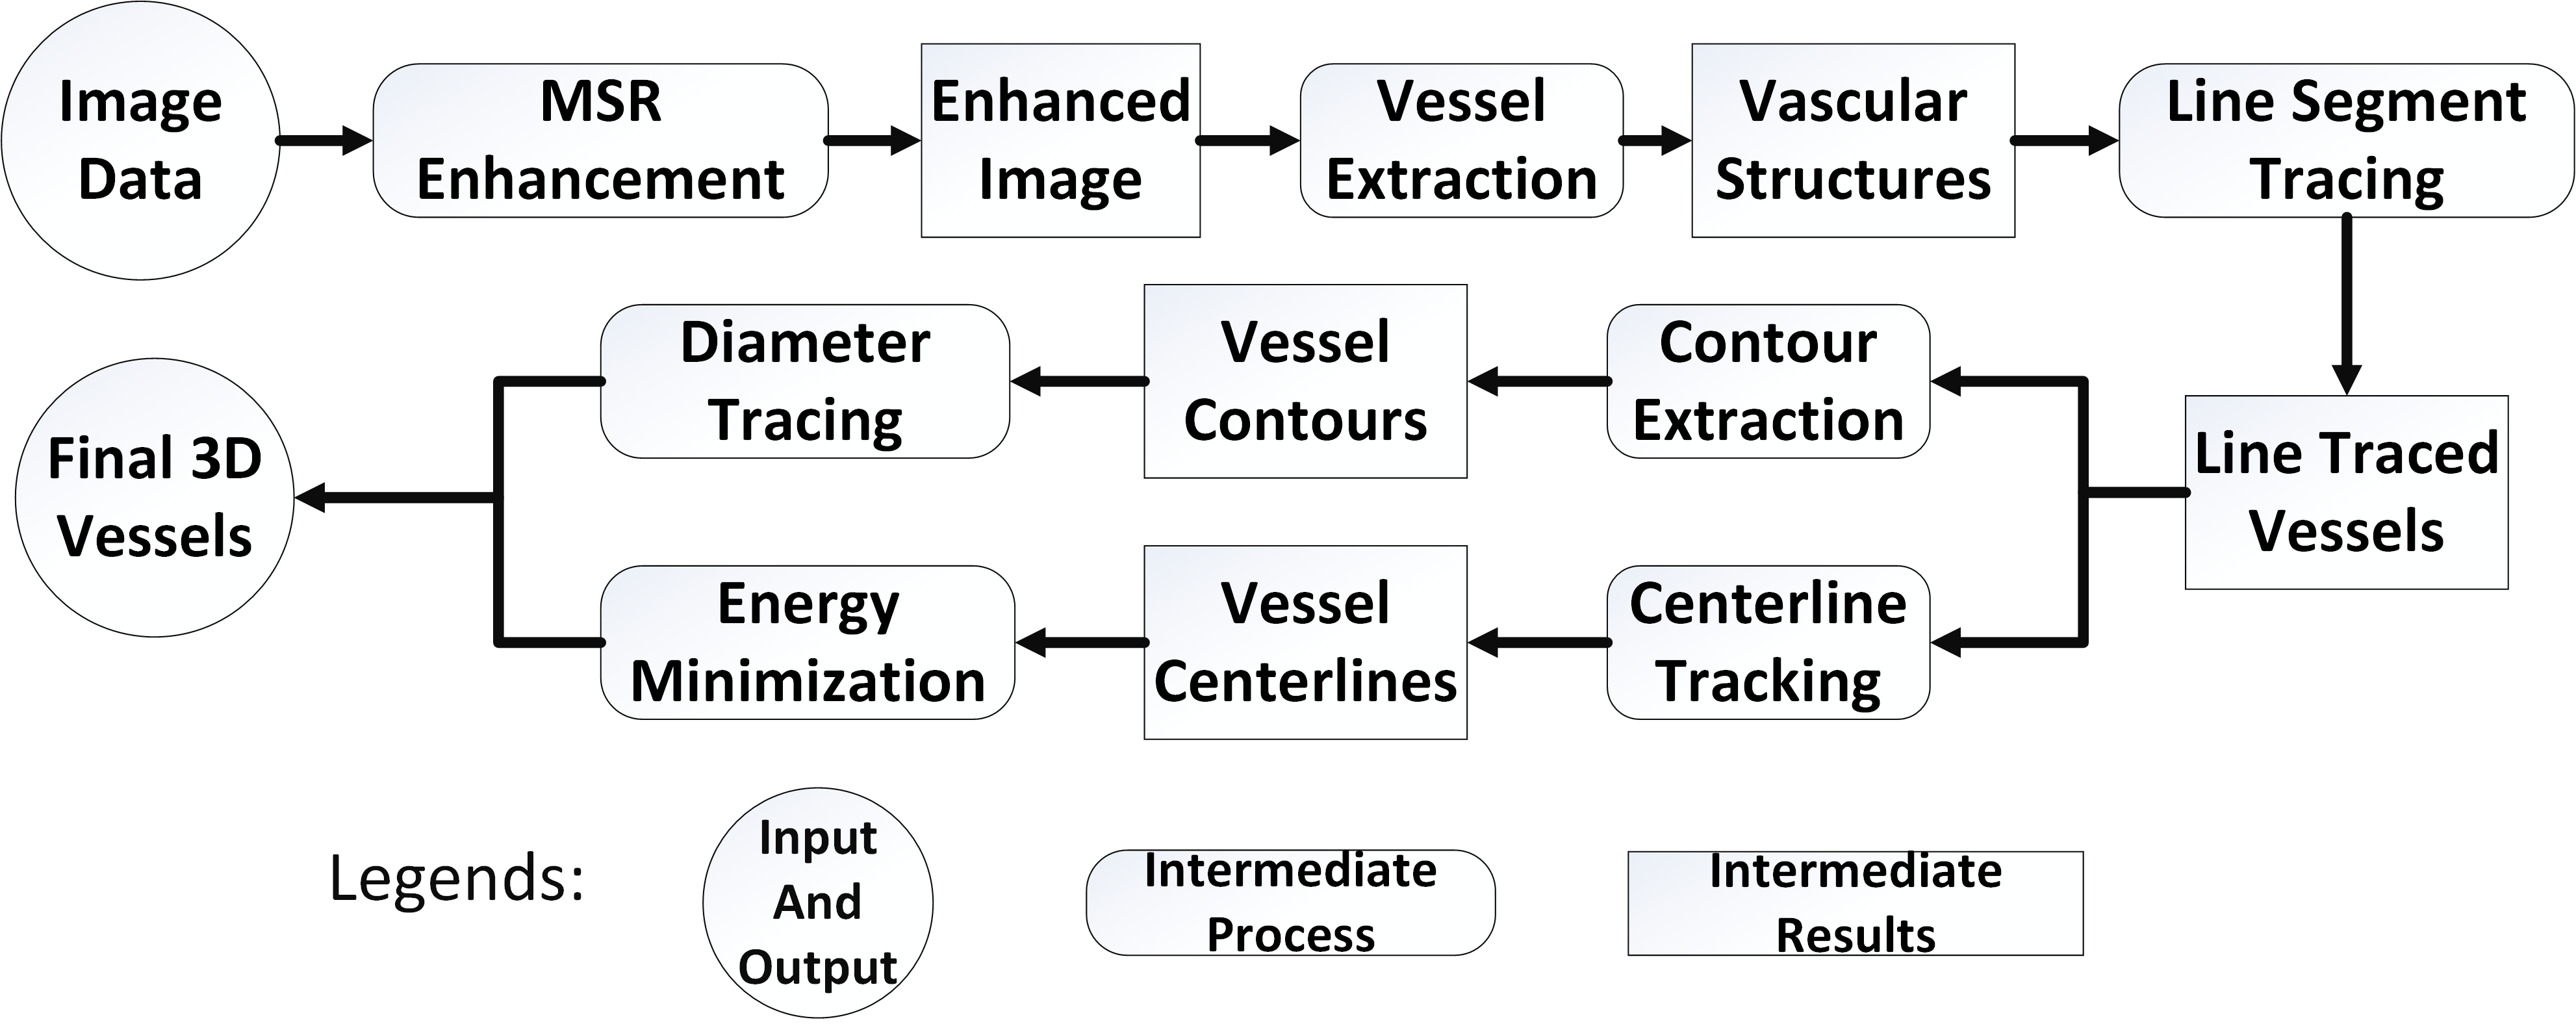 Image
Data
MSR
Enhancement
Enhanced
Image
Vessel
Extraction
Vascular
Structures
Line Segment
Tracing
Diameter
Tracing
Vessel
Contours
Contour
Extraction
Final 3D
Vessels
Line Traced
Vessels
Energy
Minimization
Vessel
Centerlines
Centerline
Tracking
Legends:
Input
And
Output
Intermediate
Process
Intermediate
Results